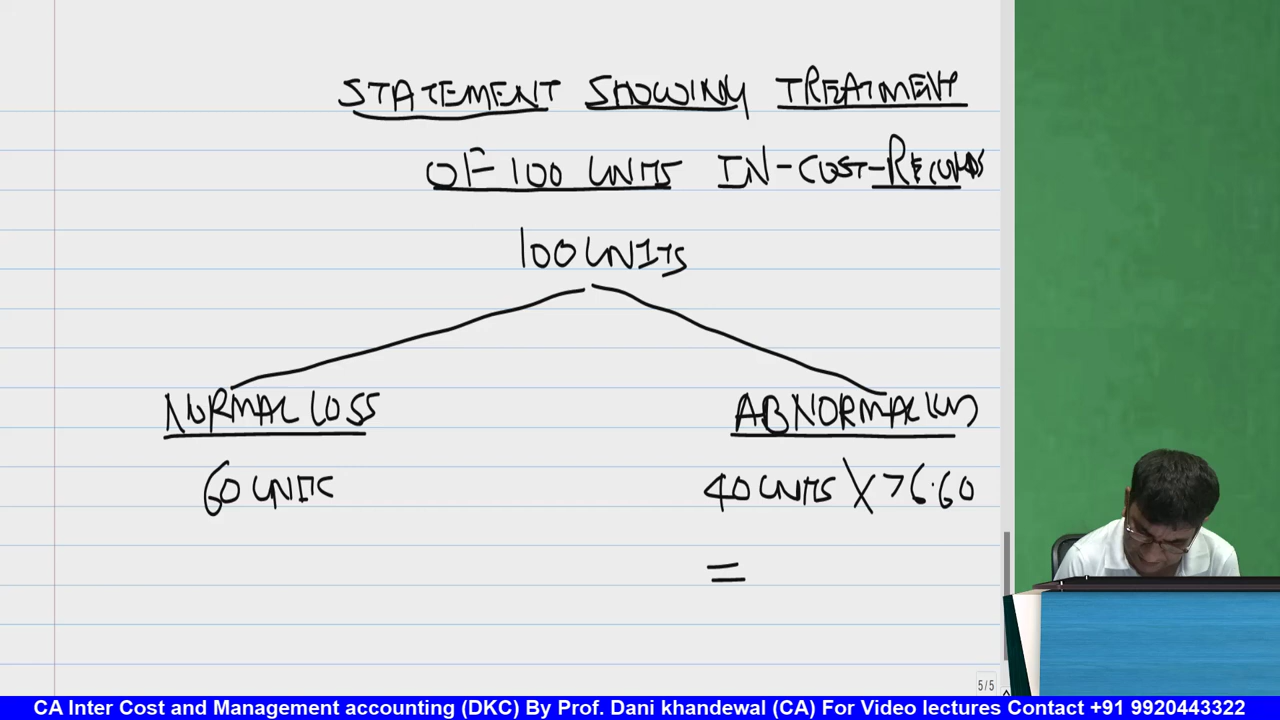 STATEMENT SHOWING TREATMENT
OF 100 UNITS IN-COST-RECORDS
100 UNITS
NORMAL LOSS
ABNORMAL
60 UNITS
40 UNITS X 76.60
=
5/5
CA Inter Cost and Management accounting (DKC) By Prof. Dani khandewal (CA) For Video lectures Contact +91 9920443322